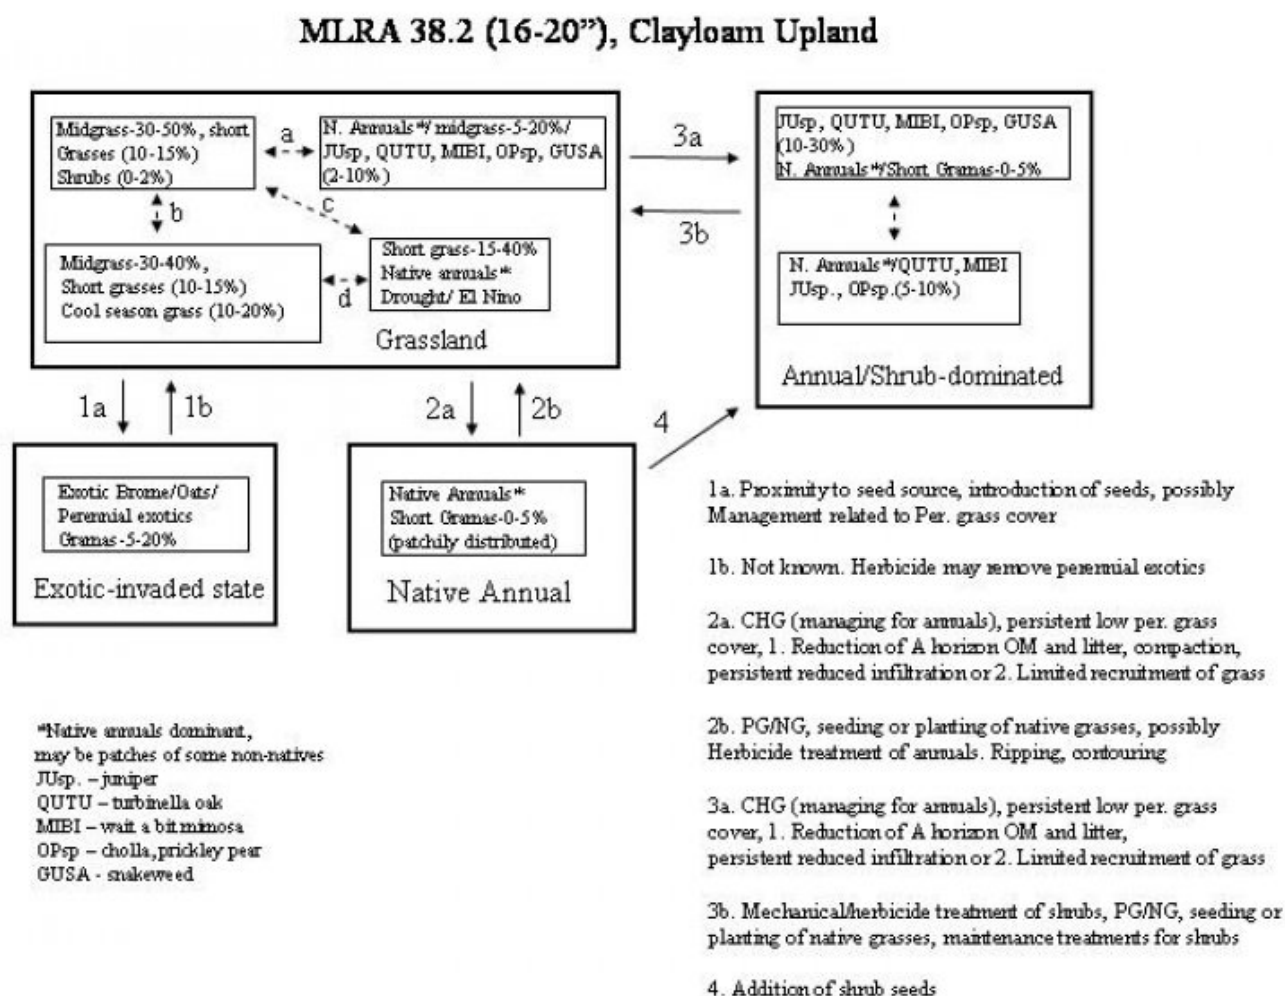 MLRA 38.2 (16-20”), Clayloam Upland
Midgrass-30-50%, short
Grasses (10-15%)
Shrubs (0-2%)
a
N. Annuals*/ midgrass-5-20%/
JUsp, QUTU, MIBI, OPsp, GUSA
(2-10%)
b
c
Midgrass-30-40%,
Short grasses (10-15%)
Cool season grass (10-20%)
d
Short grass-15-40%
Native annuals*
Drought/ El Nino
Grassland
3a
3b
JUsp, QUTU, MIBI, OPsp, GUSA
(10-30%)
N. Annuals*/Short Gramas-0-5%
N. Annuals*/QUTU, MIBI
JUsp., OPsp.(5-10%)
Annual/Shrub-dominated
1a
1b
2a
2b
4
Exotic Brome/Oats/
Perennial exotics
Gramas-5-20%
Exotic-invaded state
Native Annuals*
Short Gramas-0-5%
(patchily distributed)
Native Annual
*Native annuals dominant,
may be patches of some non-natives
JUsp. – juniper
QUTU – turbinella oak
MIBI – wait a bit mimosa
OPsp – cholla, prickley pear
GUSA - snakeweed
1a. Proximity to seed source, introduction of seeds, possibly
Management related to Per. grass cover
1b. Not known. Herbicide may remove perennial exotics
2a. CHG (managing for annuals), persistent low per. grass
cover, 1. Reduction of A horizon OM and litter, compaction,
persistent reduced infiltration or 2. Limited recruitment of grass
2b. PG/NG, seeding or planting of native grasses, possibly
Herbicide treatment of annuals. Ripping, contouring
3a. CHG (managing for annuals), persistent low per. grass
cover, 1. Reduction of A horizon OM and litter,
persistent reduced infiltration or 2. Limited recruitment of grass
3b. Mechanical/herbicide treatment of shrubs, PG/NG, seeding or
planting of native grasses, maintenance treatments for shrubs
4. Addition of shrub seeds